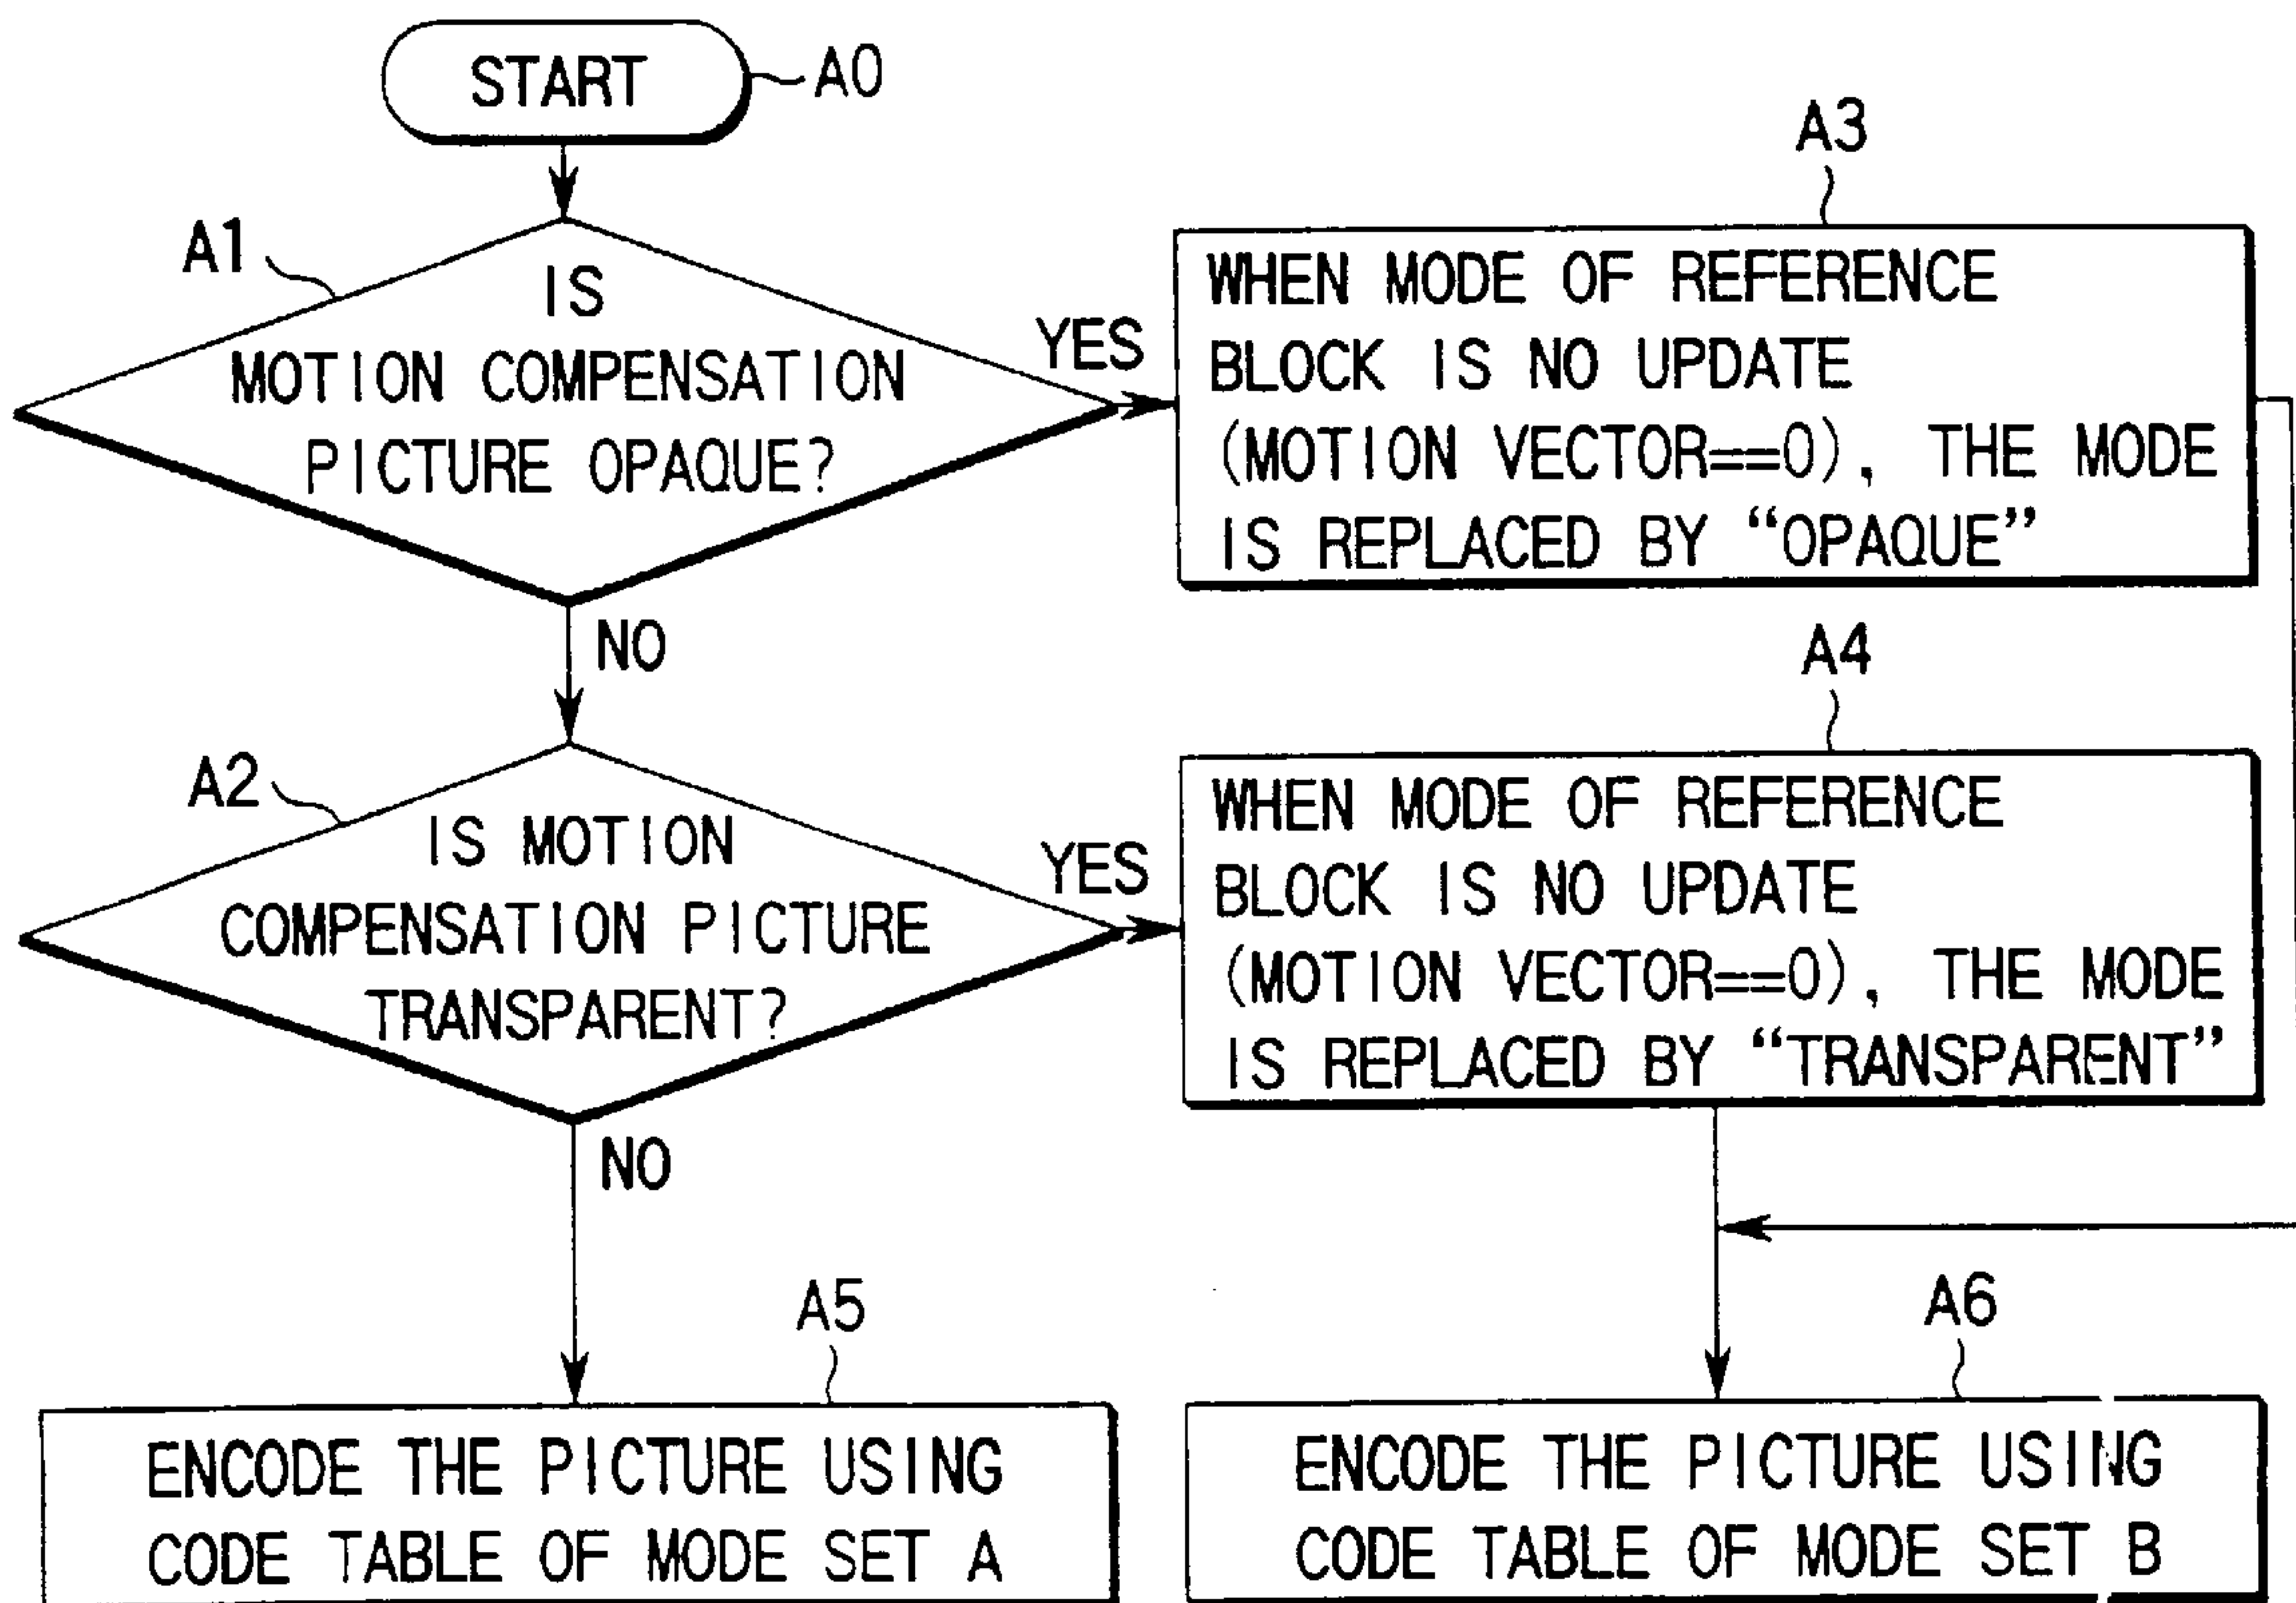 START
A0
A1
IS
MOTION COMPENSATION
PICTURE OPAQUE?
YES
NO
A3
WHEN MODE OF REFERENCE
BLOCK IS NO UPDATE
(MOTION VECTOR==0), THE MODE
IS REPLACED BY “OPAQUE”
A2
IS MOTION
COMPENSATION PICTURE
TRANSPARENT?
YES
NO
A4
WHEN MODE OF REFERENCE
BLOCK IS NO UPDATE
(MOTION VECTOR==0), THE MODE
IS REPLACED BY “TRANSPARENT”
A5
ENCODE THE PICTURE USING
CODE TABLE OF MODE SET A
A6
ENCODE THE PICTURE USING
CODE TABLE OF MODE SET B